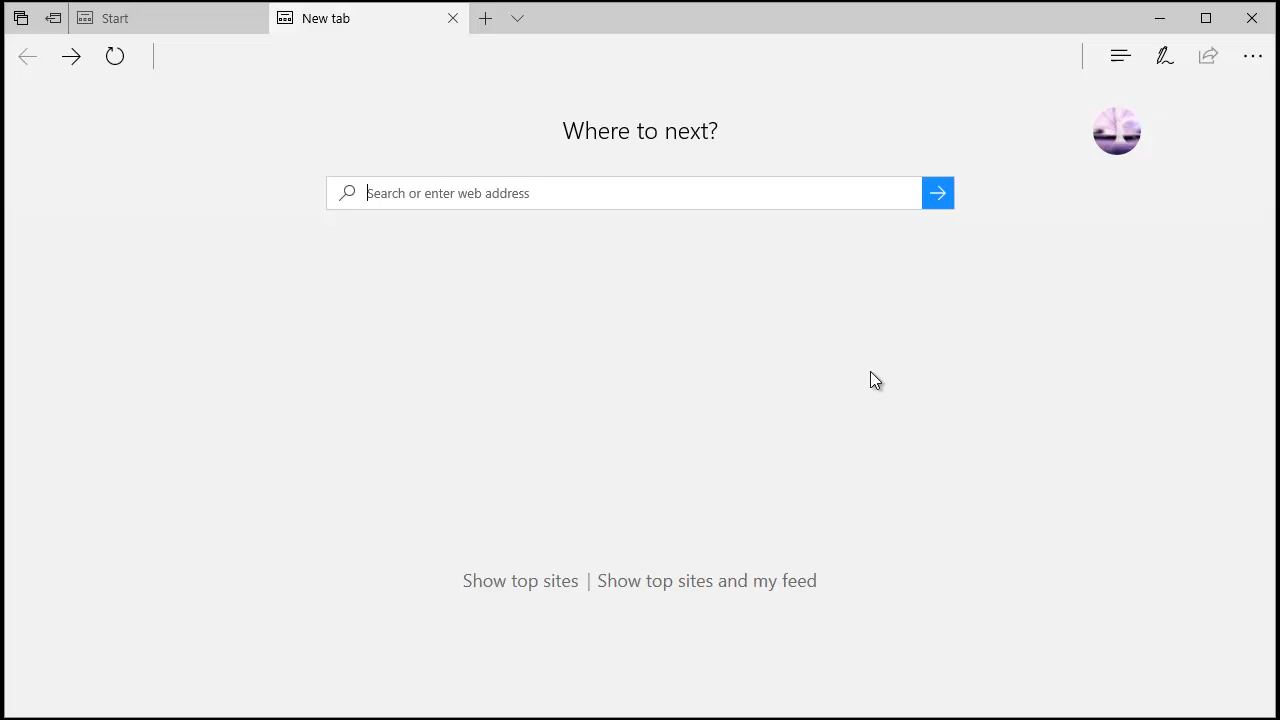 Start
New tab
Where to next?
Search or enter web address
Show top sites | Show top sites and my feed